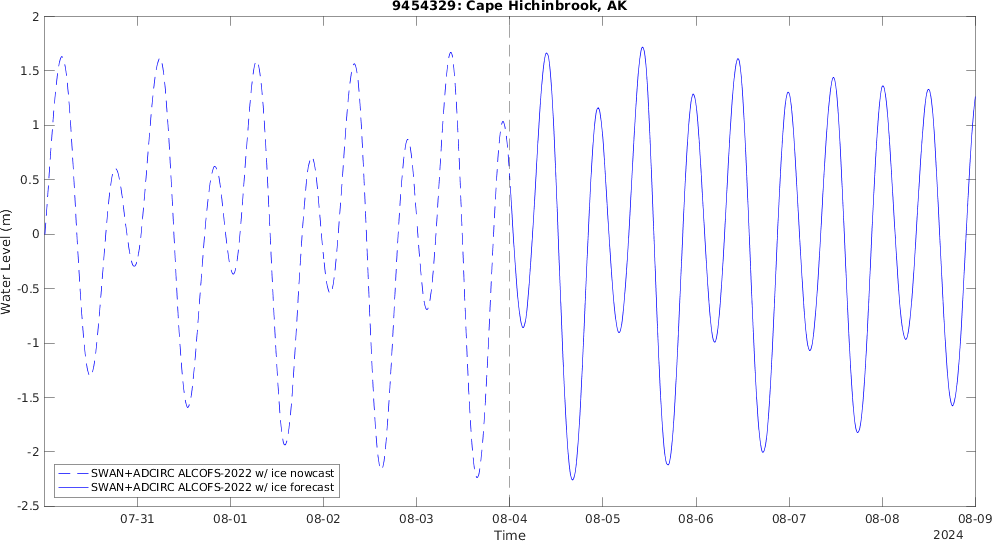 9454329: Cape Hichinbrook, AK
Water Level (m)
2
1.5
1
0.5
0
-0.5
-1
-1.5
-2
-2.5
SWAN+ADCIRC ALCOFS-2022 w/ ice nowcast
SWAN+ADCIRC ALCOFS-2022 w/ ice forecast
07-31 08-01 08-02 08-03 08-04 08-05 08-06 08-07 08-08 08-09
Time
2024